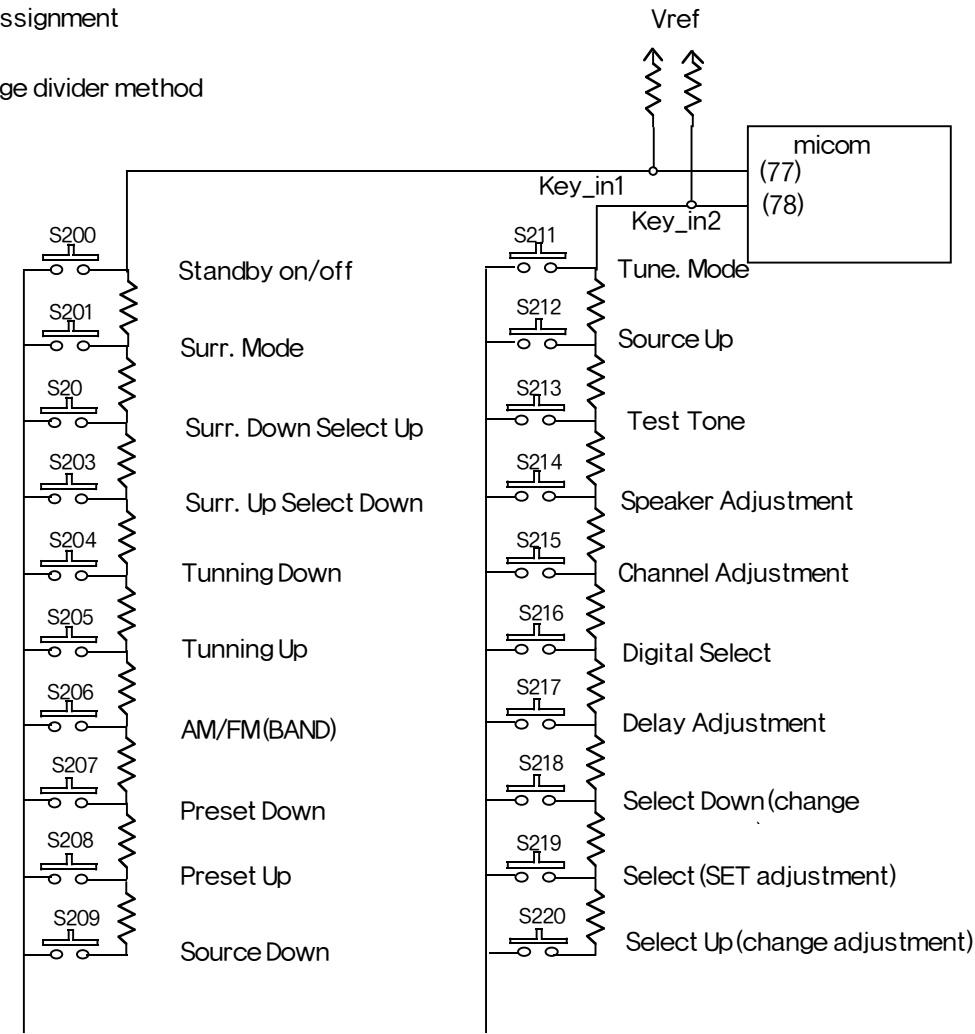 ssignment
Vref
ge divider method
micom
(77)
(78)
Key_in1
Key_in2
S200
Standby on/off
S201
Surr. Mode
S20
Surr. Down Select Up
S203
Surr. Up Select Down
S204
Tunning Down
S205
Tunning Up
S206
AM/FM(BAND)
S207
Preset Down
S208
Preset Up
S209
Source Down
S211
Tune. Mode
S212
Source Up
S213
Test Tone
S214
Speaker Adjustment
S215
Channel Adjustment
S216
Digital Select
S217
Delay Adjustment
S218
Select Down(change
S219
Select(SET adjustment)
S220
Select Up(change adjustment)